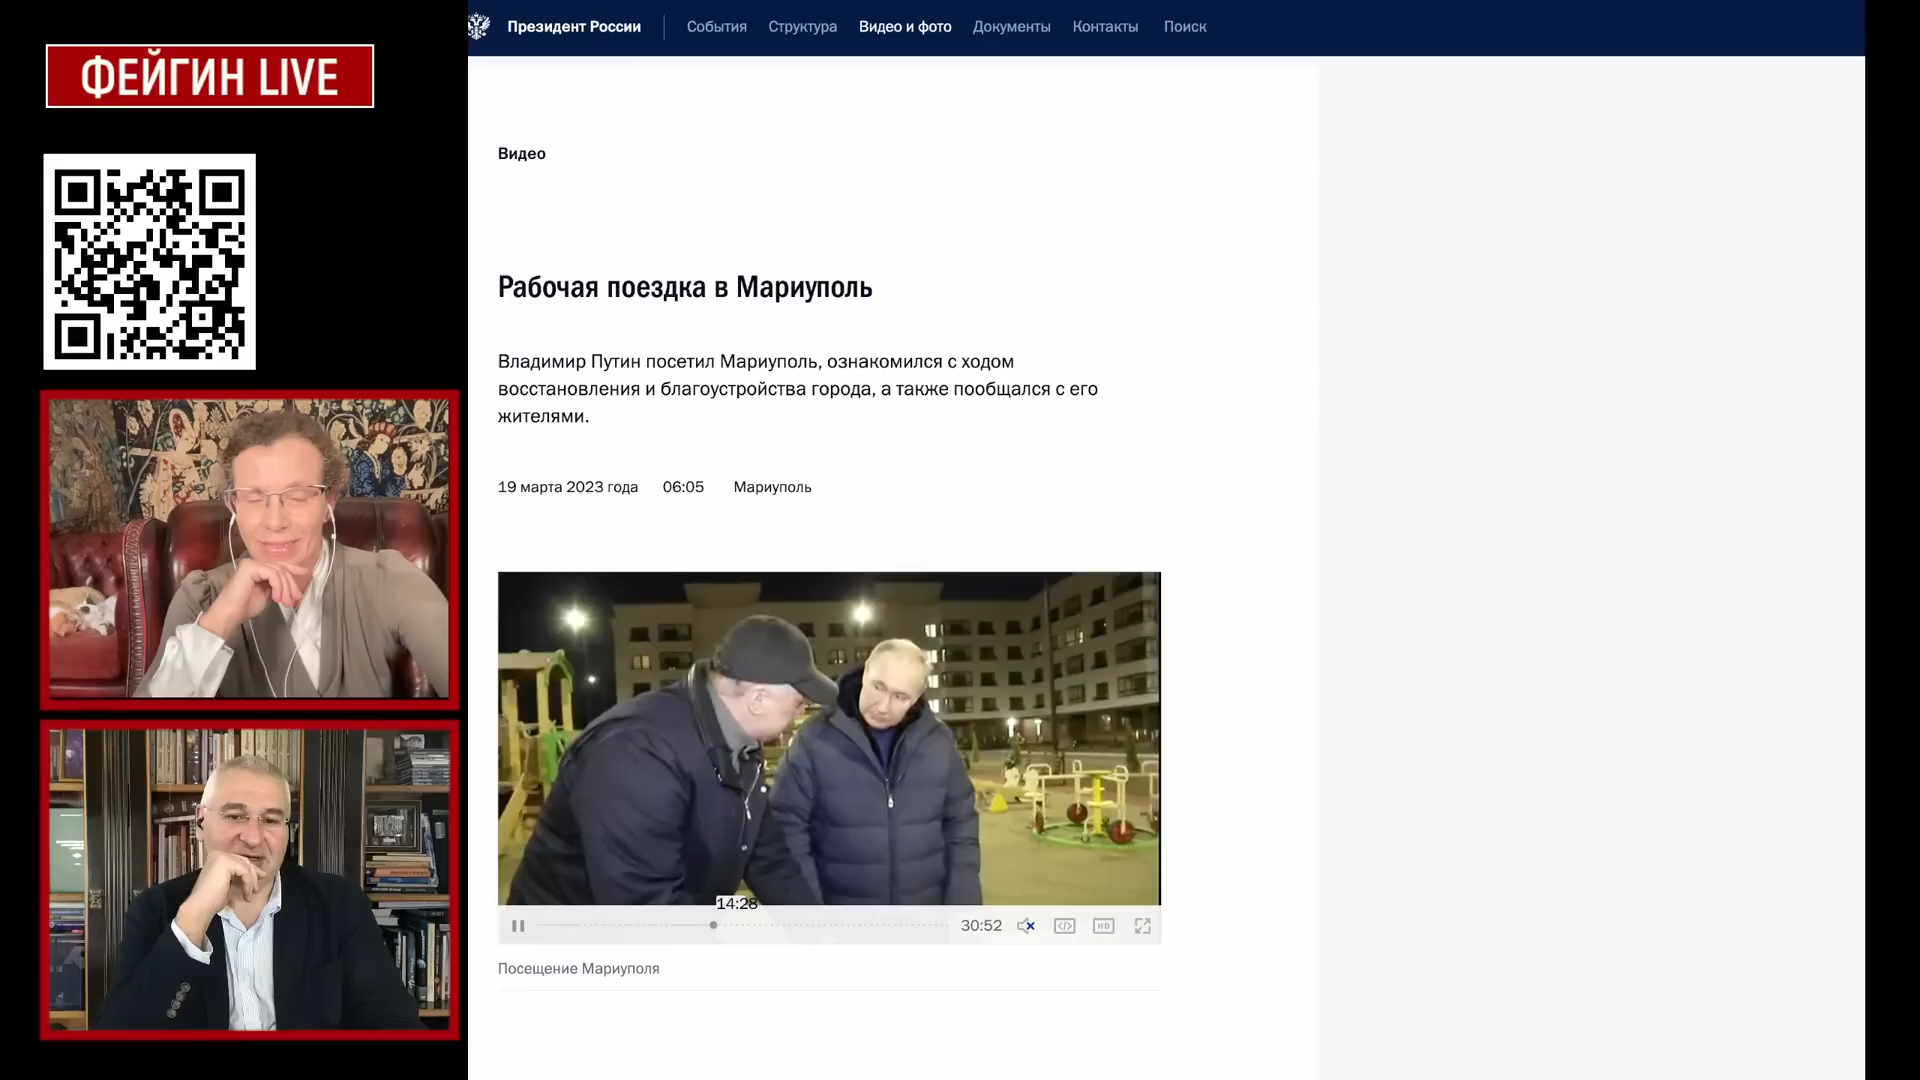 Президент России События Структура Видео и фото Документы Контакты Поиск
ФЕЙГИН LIVE
Видео
Рабочая поездка в Мариуполь
Владимир Путин посетил Мариуполь, ознакомился с ходом
восстановления и благоустройства города, а также пообщался с его
жителями.
19 марта 2023 года 06:05 Мариуполь
14:28
30:52
HD
Посещение Мариуполя